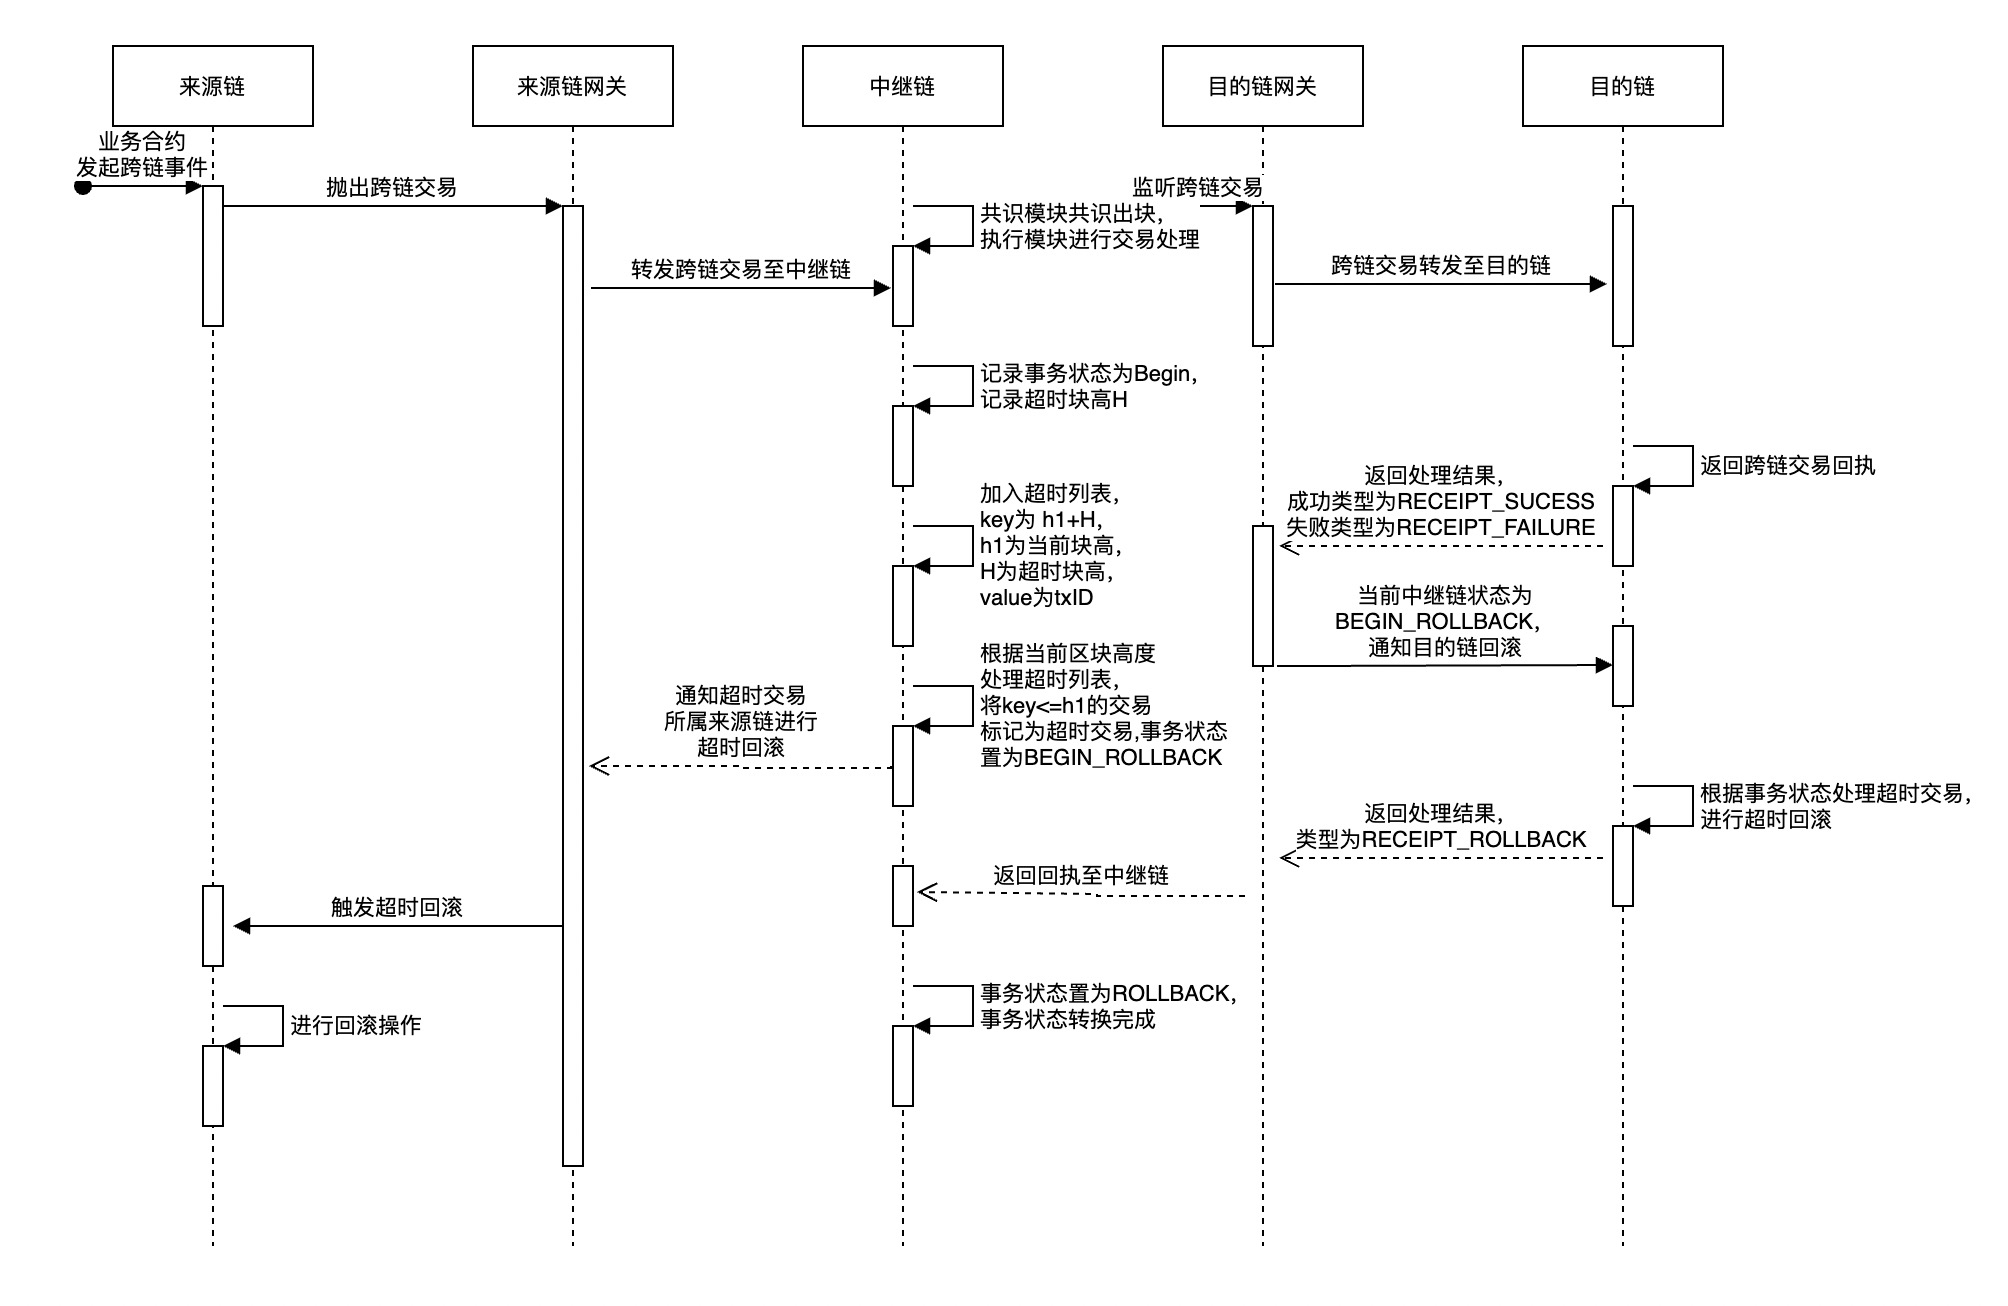 来源链
来源链网关
中继链
目的链网关
目的链
业务合约
发起跨链事件
抛出跨链交易
监听跨链交易
共识模块共识出块，
执行模块进行交易处理
转发跨链交易至中继链
跨链交易转发至目的链
记录事务状态为Begin，
记录超时块高H
返回跨链交易回执
返回处理结果，
成功类型为RECEIPT_SUCESS
失败类型为RECEIPT_FAILURE
加入超时列表，
key为 h1+H，
h1为当前块高，
H为超时块高，
value为txID
当前中继链状态为
BEGIN_ROLLBACK，
通知目的链回滚
根据当前区块高度
处理超时列表，
将key<=h1的交易
标记为超时交易,事务状态
置为BEGIN_ROLLBACK
通知超时交易
所属来源链进行
超时回滚
根据事务状态处理超时交易，
进行超时回滚
返回处理结果，
类型为RECEIPT_ROLLBACK
返回回执至中继链
触发超时回滚
事务状态置为ROLLBACK，
事务状态转换完成
进行回滚操作